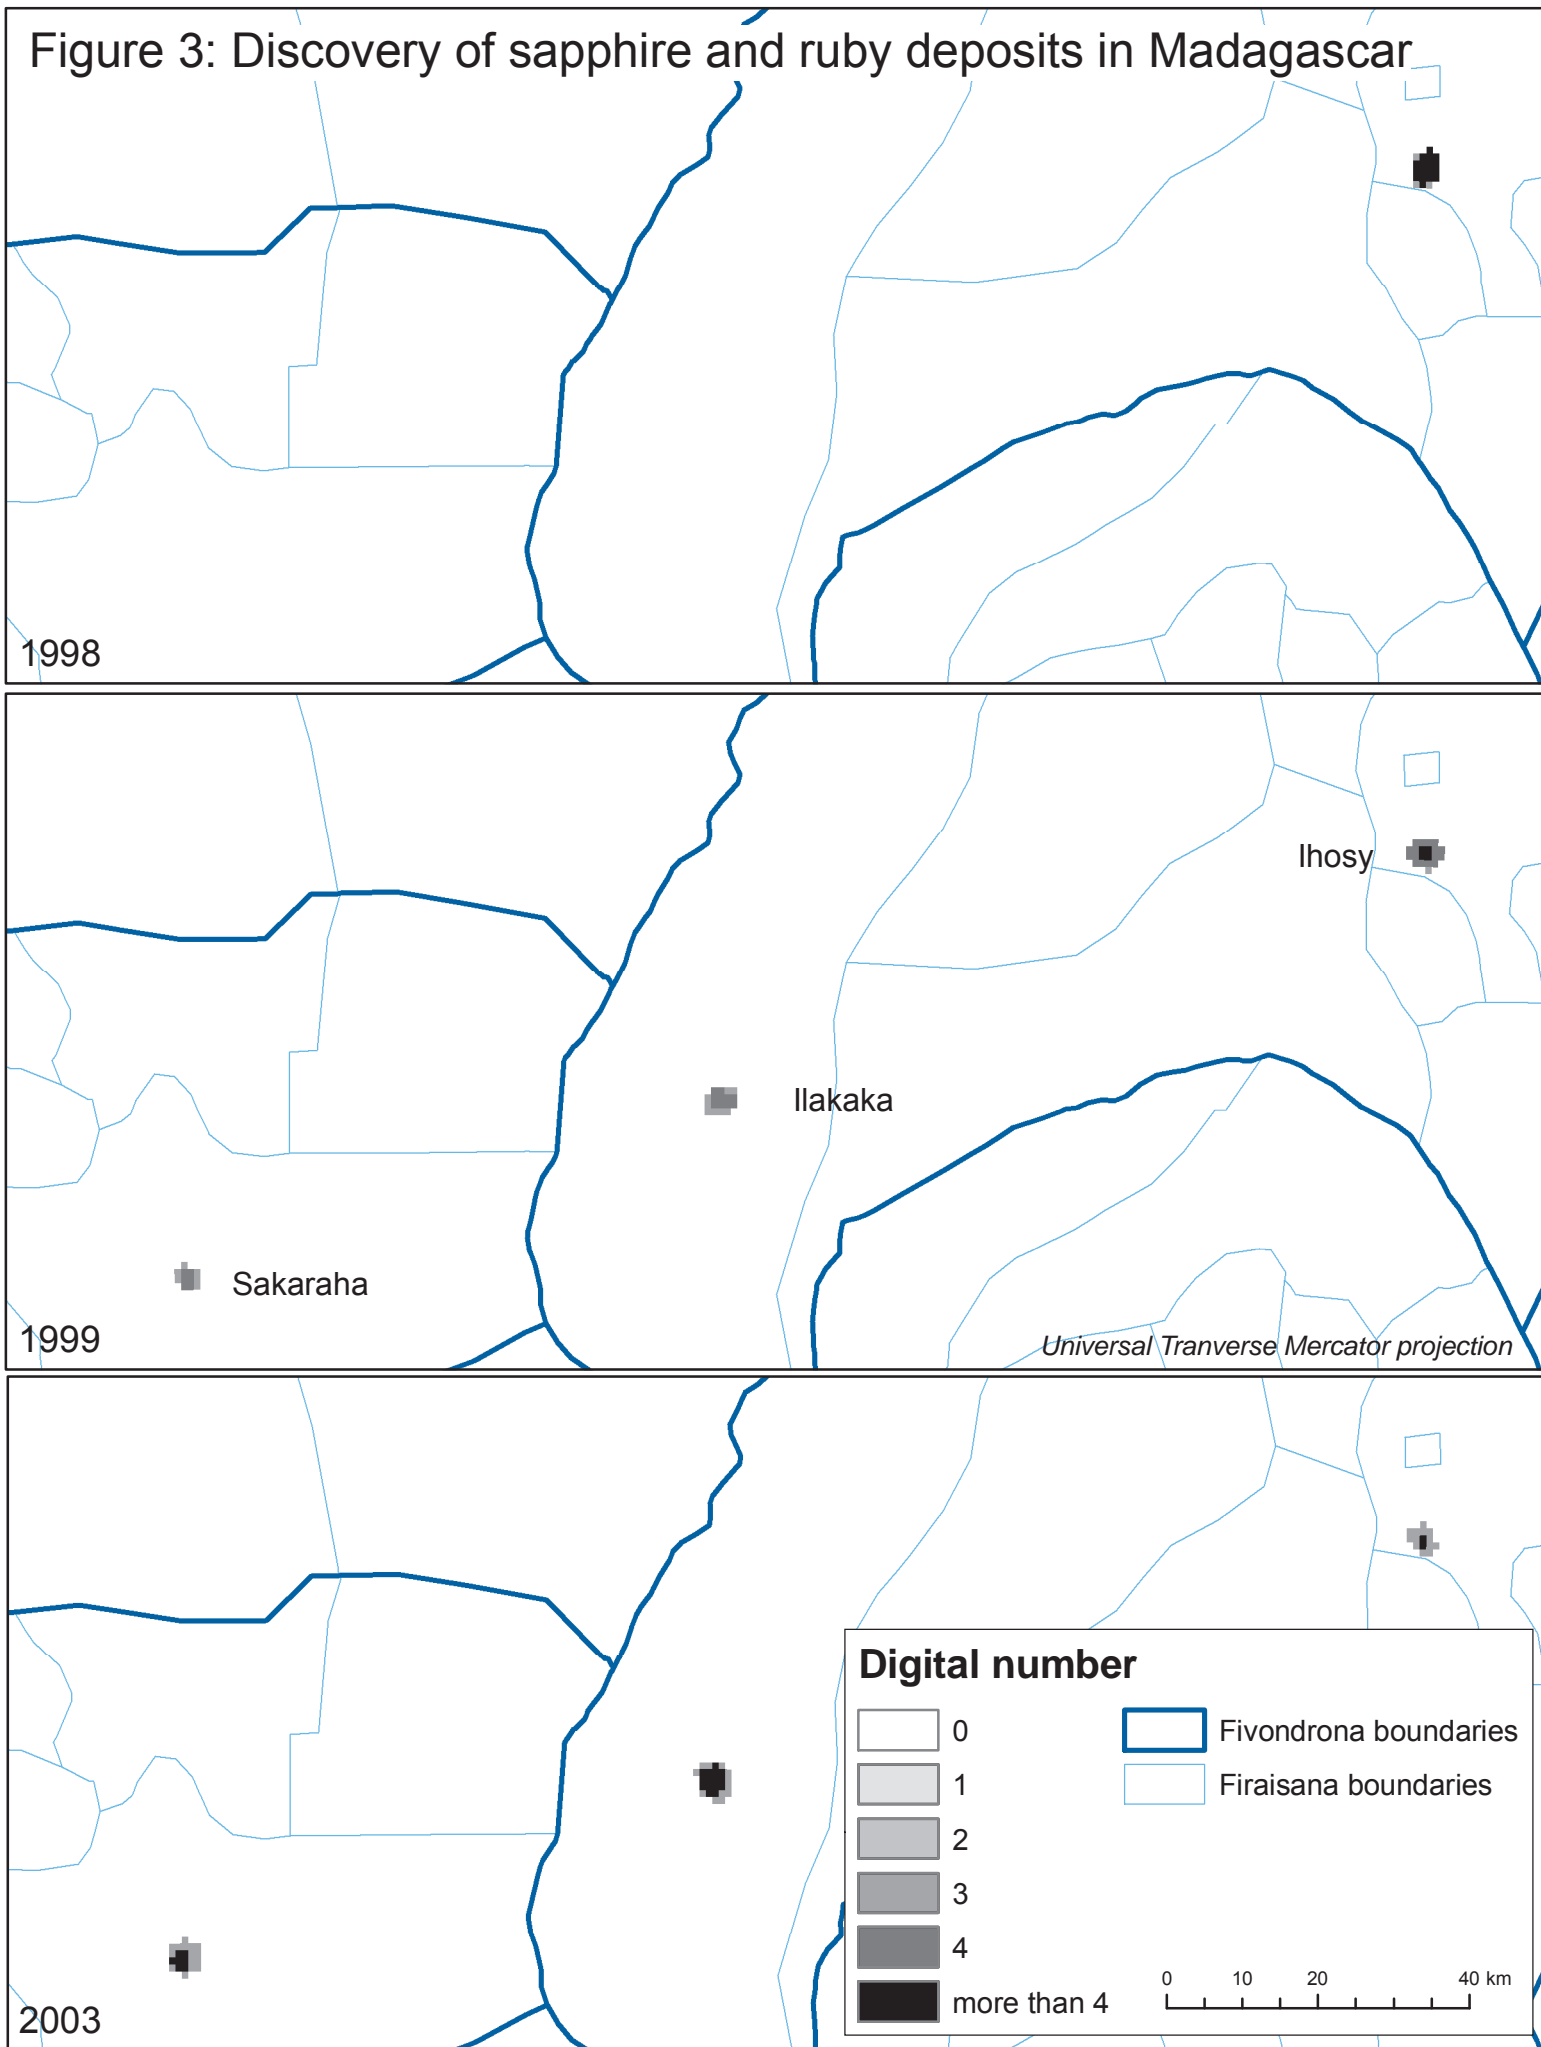 Figure 3: Discovery of sapphire and ruby deposits in Madagascar
1998
Ihosy
Ilakaka
Sakaraha
1999
Universal Tranverse Mercator projection
Digital number
0
Fivondrona boundaries
1
Firaisana boundaries
2
3
4
0 10 20 40 km
more than 4
2003